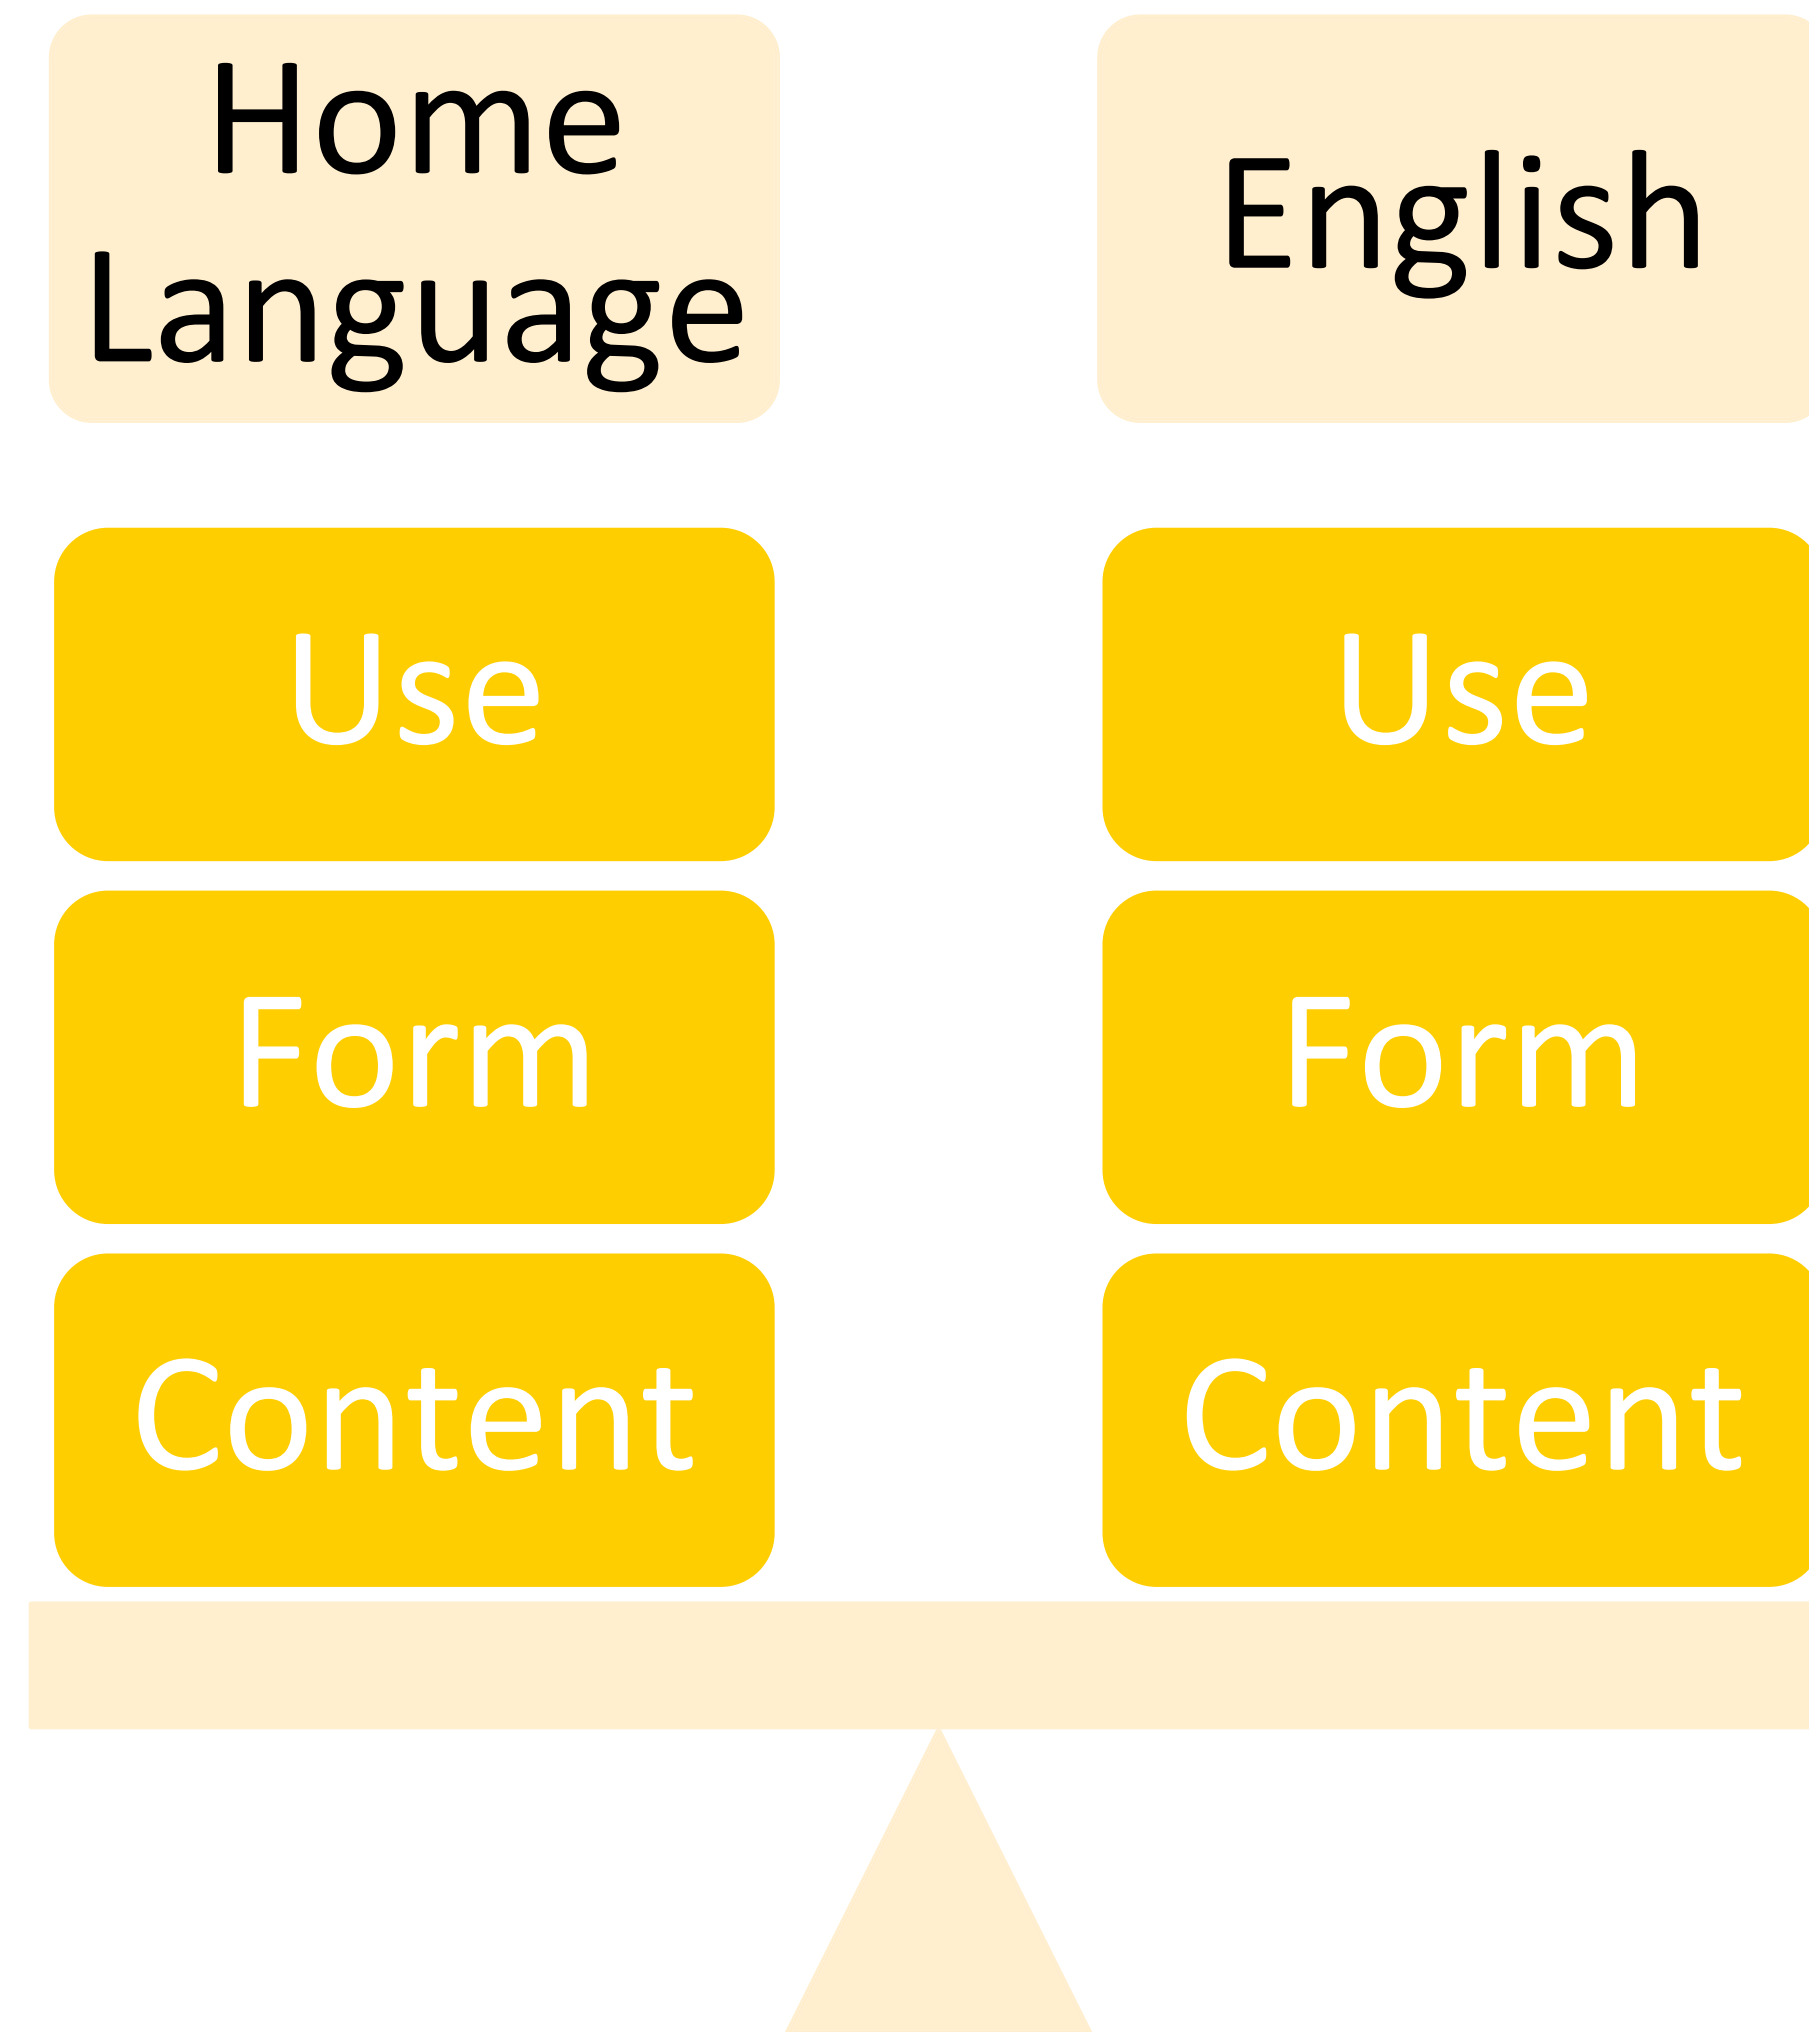 Home
Language
English
Use
Use
Form
Form
Content
Content